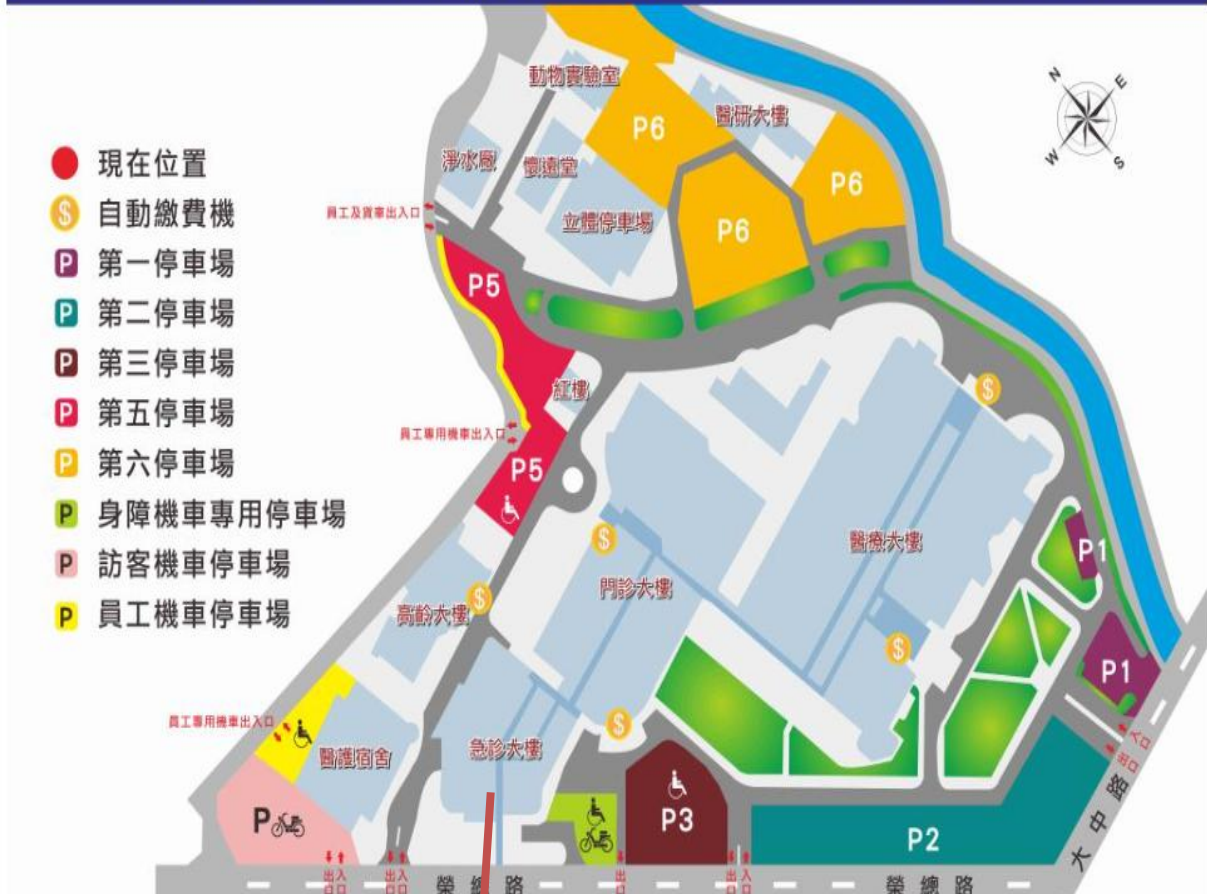 現在位置
$ 自動繳費機
P 第一停車場
P 第二停車場
P 第三停車場
P 第五停車場
P 第六停車場
P 身障機車專用停車場
P 訪客機車停車場
P 員工機車停車場
動物實驗室
P6
醫研大樓
N
E
W
S
淨水廠
懷遠堂
P6
員工及貨車出入口
立體停車場
P6
P5
紅樓
$
員工專用機車出入口
P5
$
醫療大樓
P1
門診大樓
$
高齡大樓
$
P1
員工專用機車出入口
$
急診大樓
醫護宿舍
出口
入口
P
P3
P2
大中路
出口
入口
出口
入口
榮總路
出口
出口
入口
榮總路